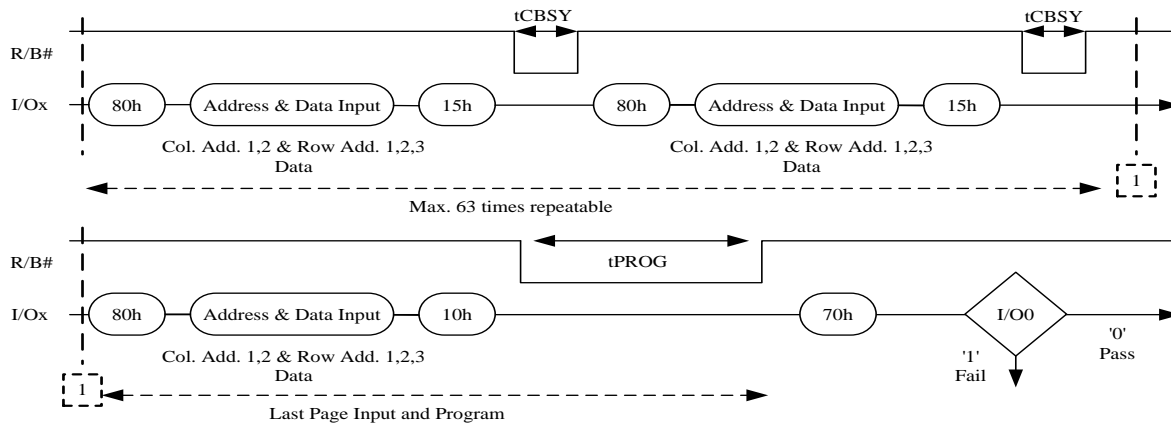 tCBSY tCBSY
R/B#
I/Ox 80h Address & Data Input 15h 80h Address & Data Input 15h
Col. Add. 1,2 & Row Add. 1,2,3 Col. Add. 1,2 & Row Add. 1,2,3
Data Data
1
Max. 63 times repeatable
R/B#
tPROG
I/Ox 80h Address & Data Input 10h 70h I/O0
'0'
Pass
Col. Add. 1,2 & Row Add. 1,2,3
Data
'1'
Fail
1
Last Page Input and Program